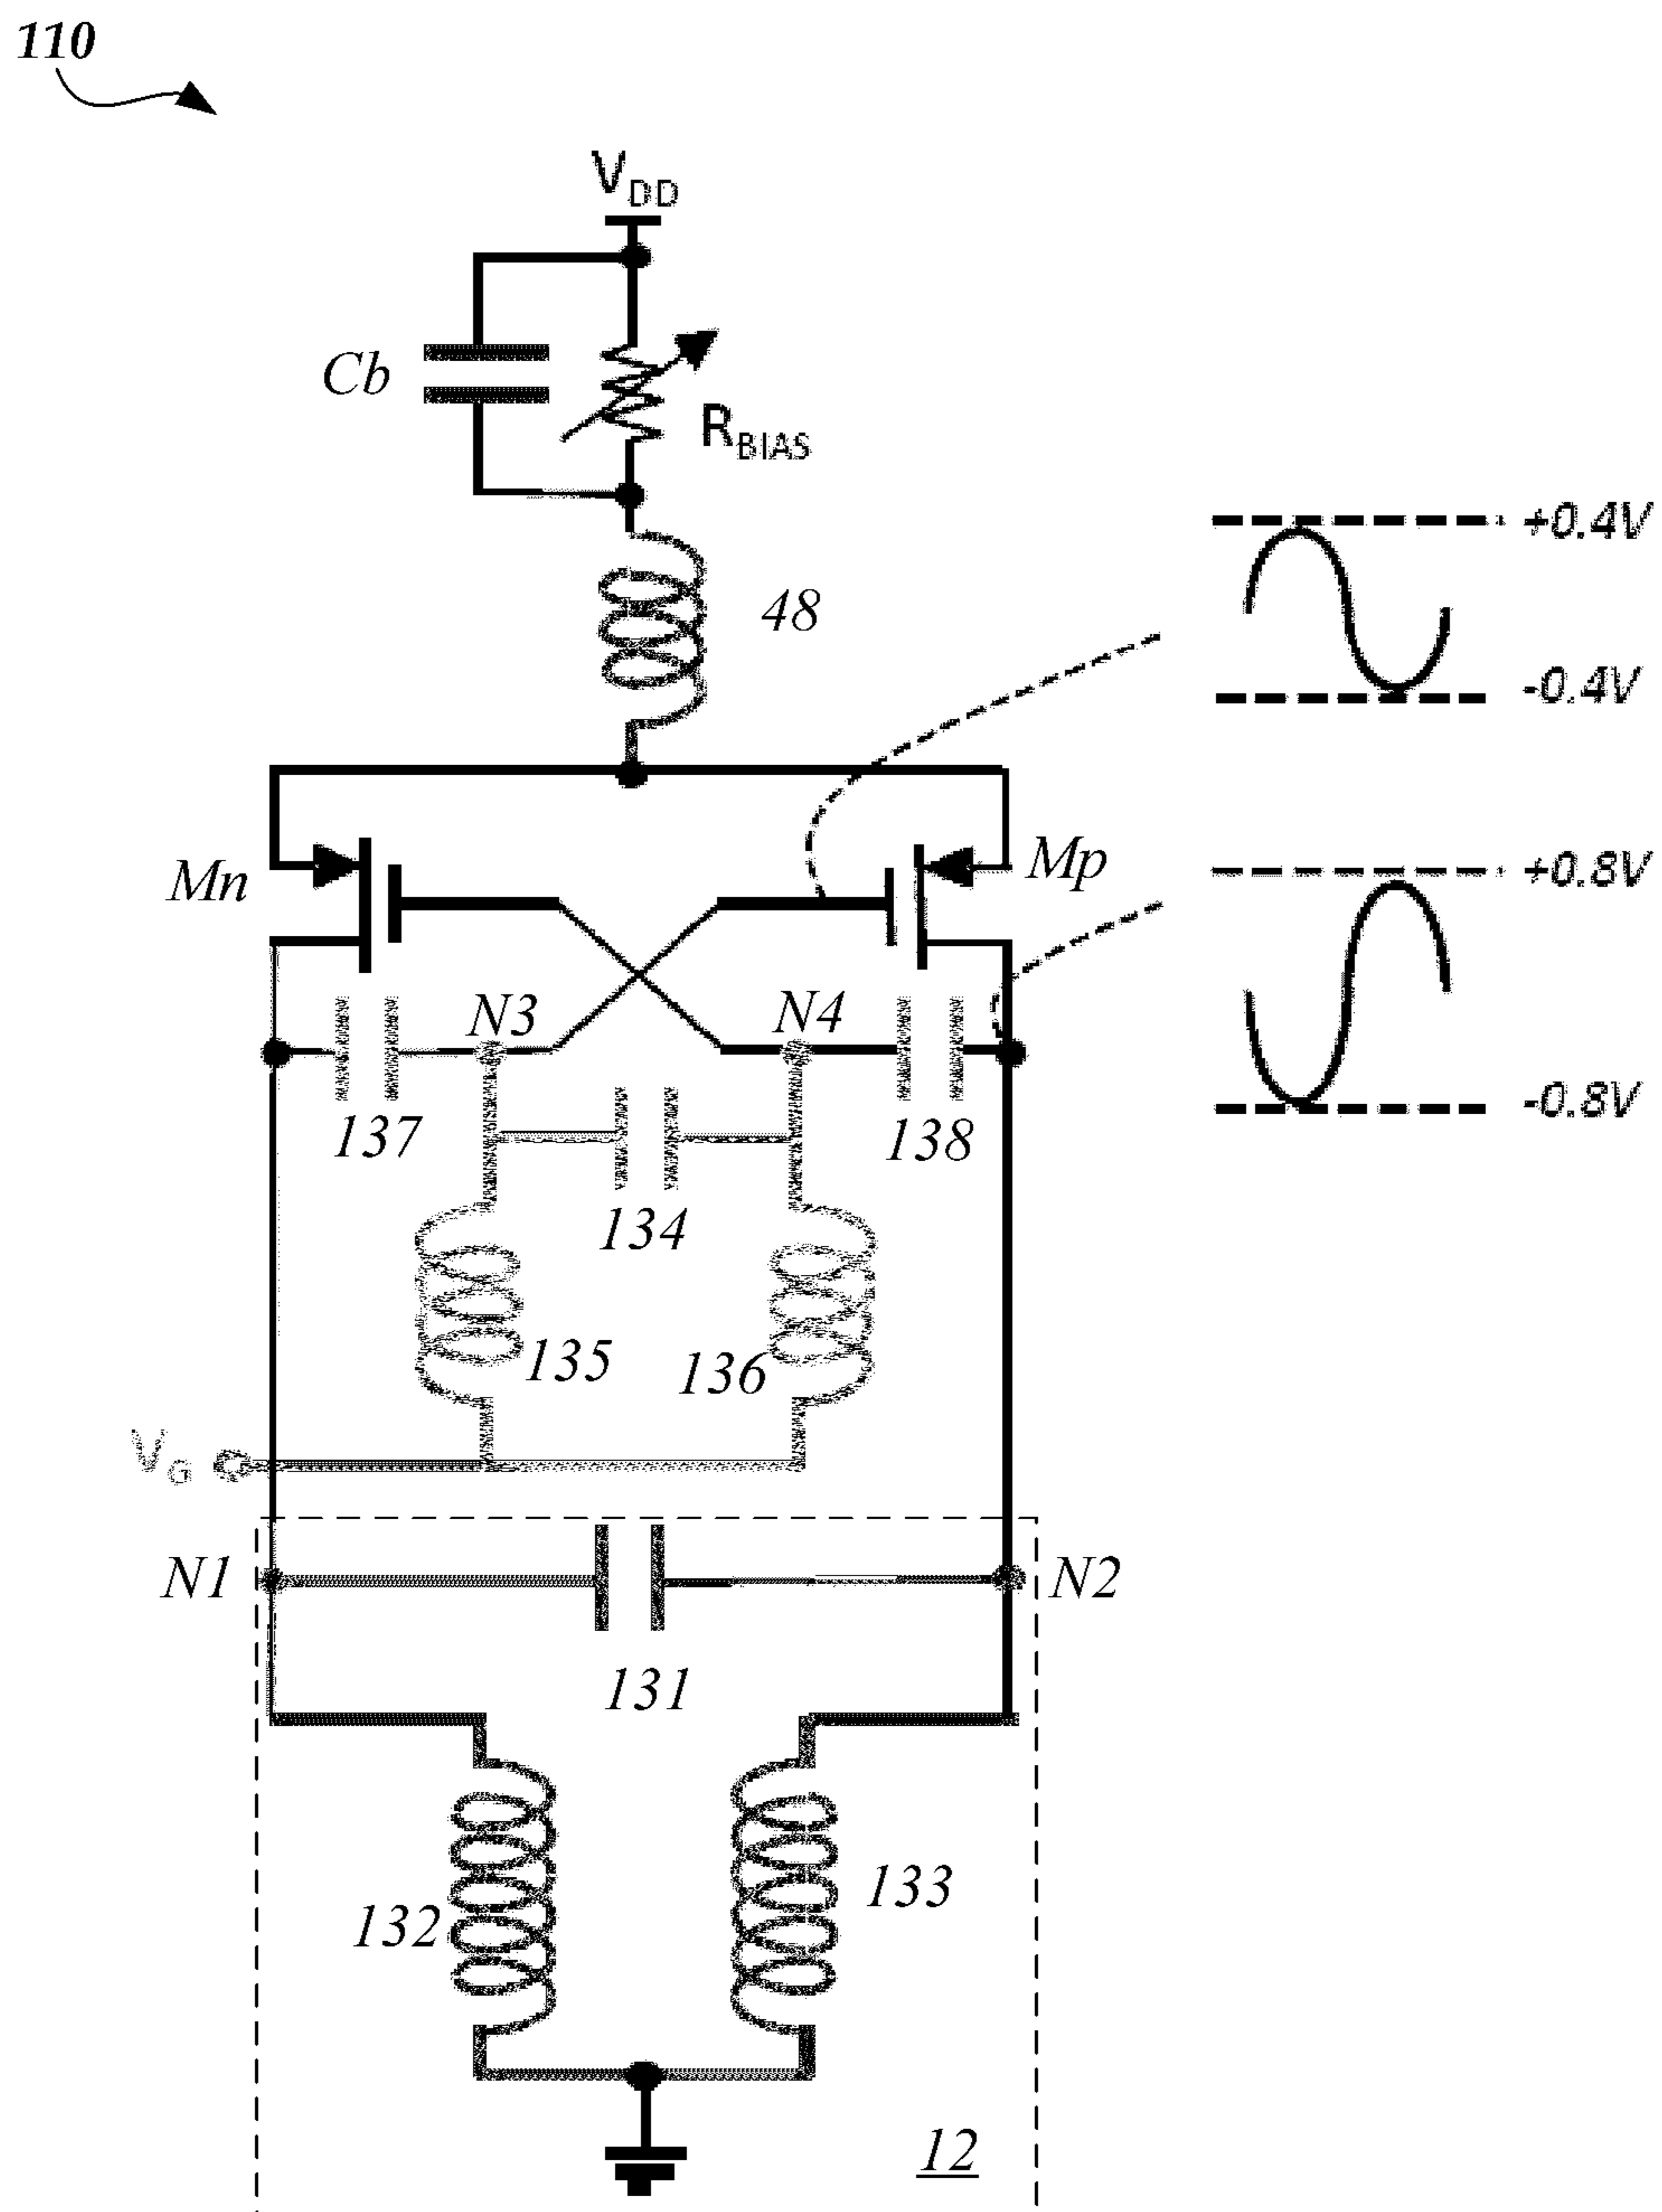 110
VDD
Cb
RBIAS
48
+0.4V
-0.4V
Mn
Mp
+0.8V
-0.8V
N3
N4
137
138
134
135
136
VG
N1
N2
131
132
133
12